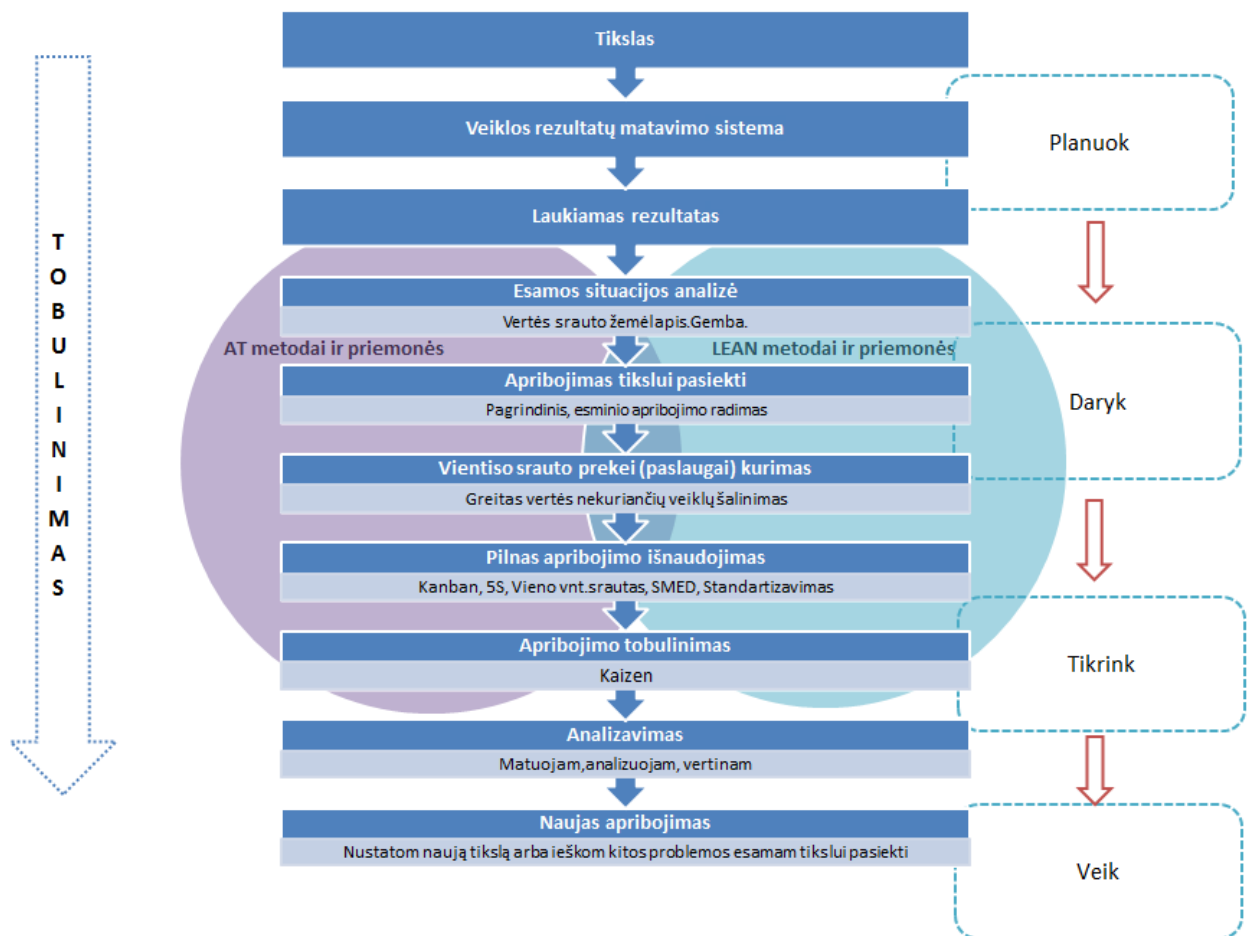 Tikslas
Veiklos rezultatų matavimo sistema
Planuok
Laukiamas rezultatas
T
O
B
U
L
I
N
I
M
A
S
Esamos situacijos analizė
Vertės srauto žemėlapis.Gemba.
AT metodai ir priemonės
LEAN metodai ir priemonės
Apribojimas tikslui pasiekti
Pagrindinis, esminio apribojimo radimas
Daryk
Vientiso srauto prekei (paslaugai) kūrimas
Greitas vertės nekuriančių veiklų šalinimas
Pilnas apribojimo išnaudojimas
Kanban, 5S, Vieno vnt.srautas, SMED, Standartizavimas
Apribojimo tobulinimas
Kaizen
Tikrink
Analizavimas
Matuojam,analizuojam, vertinam
Naujas apribojimas
Nustatom naują tikslą arba ieškom kitos problemos esamam tikslui pasiekti
Veik